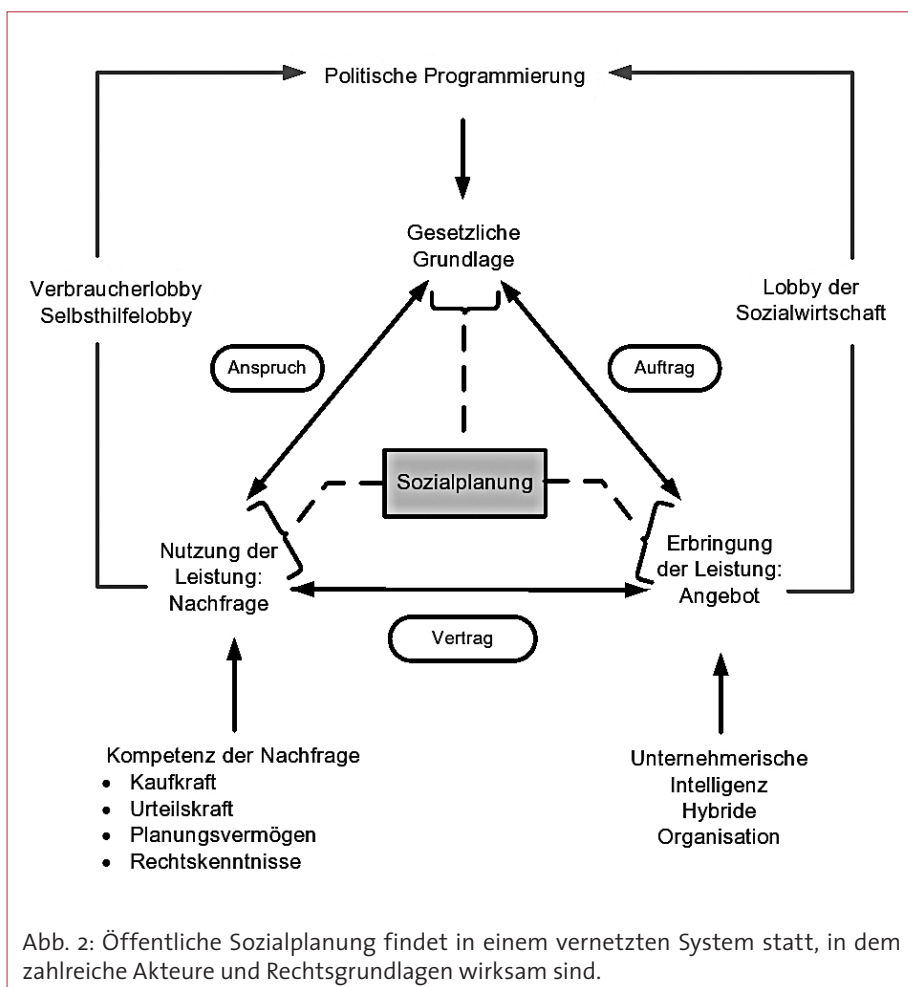 Politische Programmierung
Gesetzliche
Grundlage
Verbraucherlobby
Selbsthilfelobby
Lobby der
Sozialwirtschaft
Anspruch
Auftrag
Sozialplanung
Nutzung der
Leistung:
Nachfrage
Erbringung
der Leistung:
Angebot
Vertrag
Kompetenz der Nachfrage
• Kaufkraft
• Urteilskraft
• Planungsvermögen
• Rechtskenntnisse
Unternehmerische
Intelligenz
Hybride
Organisation
Abb. 2: Öffentliche Sozialplanung findet in einem vernetzten System statt, in dem
zahlreiche Akteure und Rechtsgrundlagen wirksam sind.